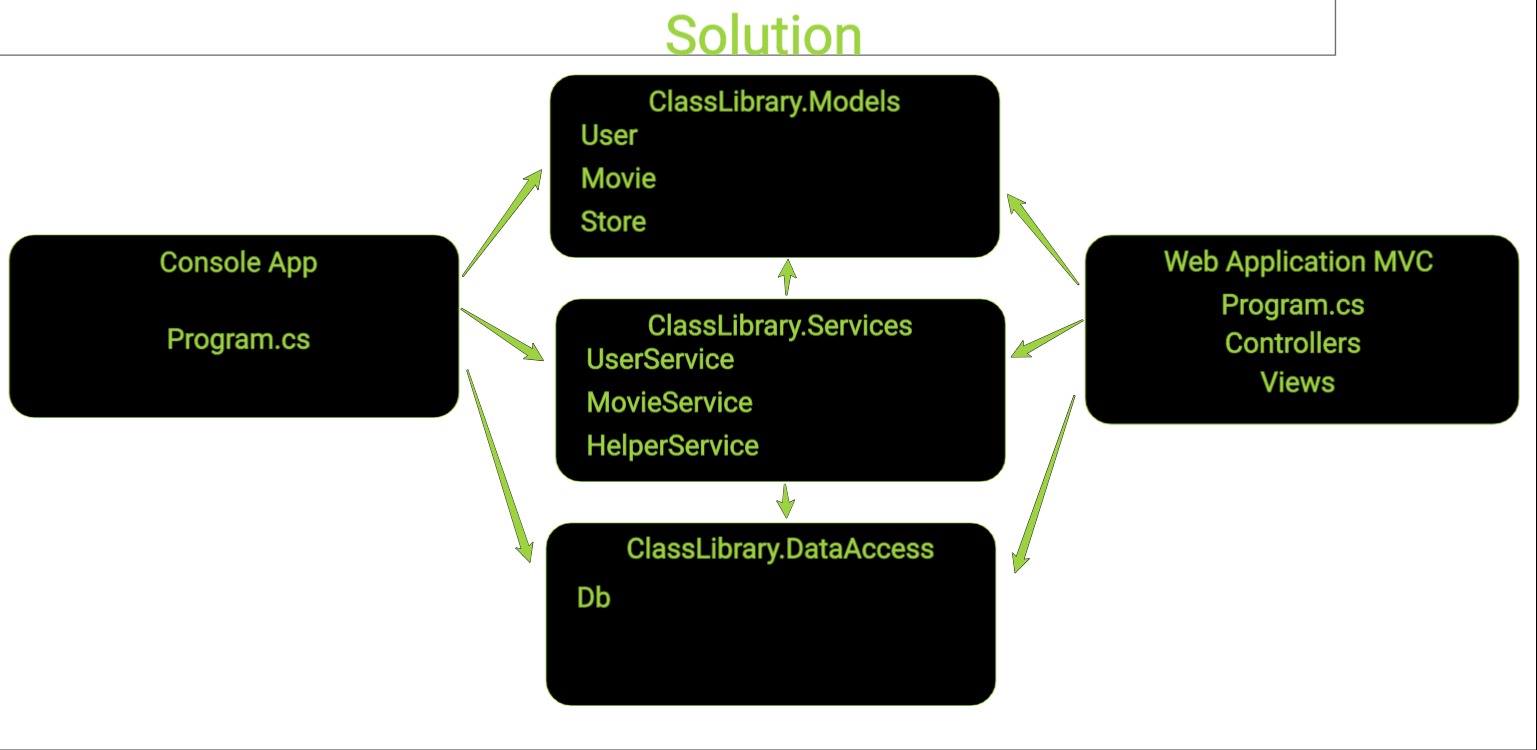 Solution
ClassLibrary.Models
User
Movie
Store
Console App
Program.cs
ClassLibrary.Services
UserService
MovieService
HelperService
Web Application MVC
Program.cs
Controllers
Views
ClassLibrary.DataAccess
Db